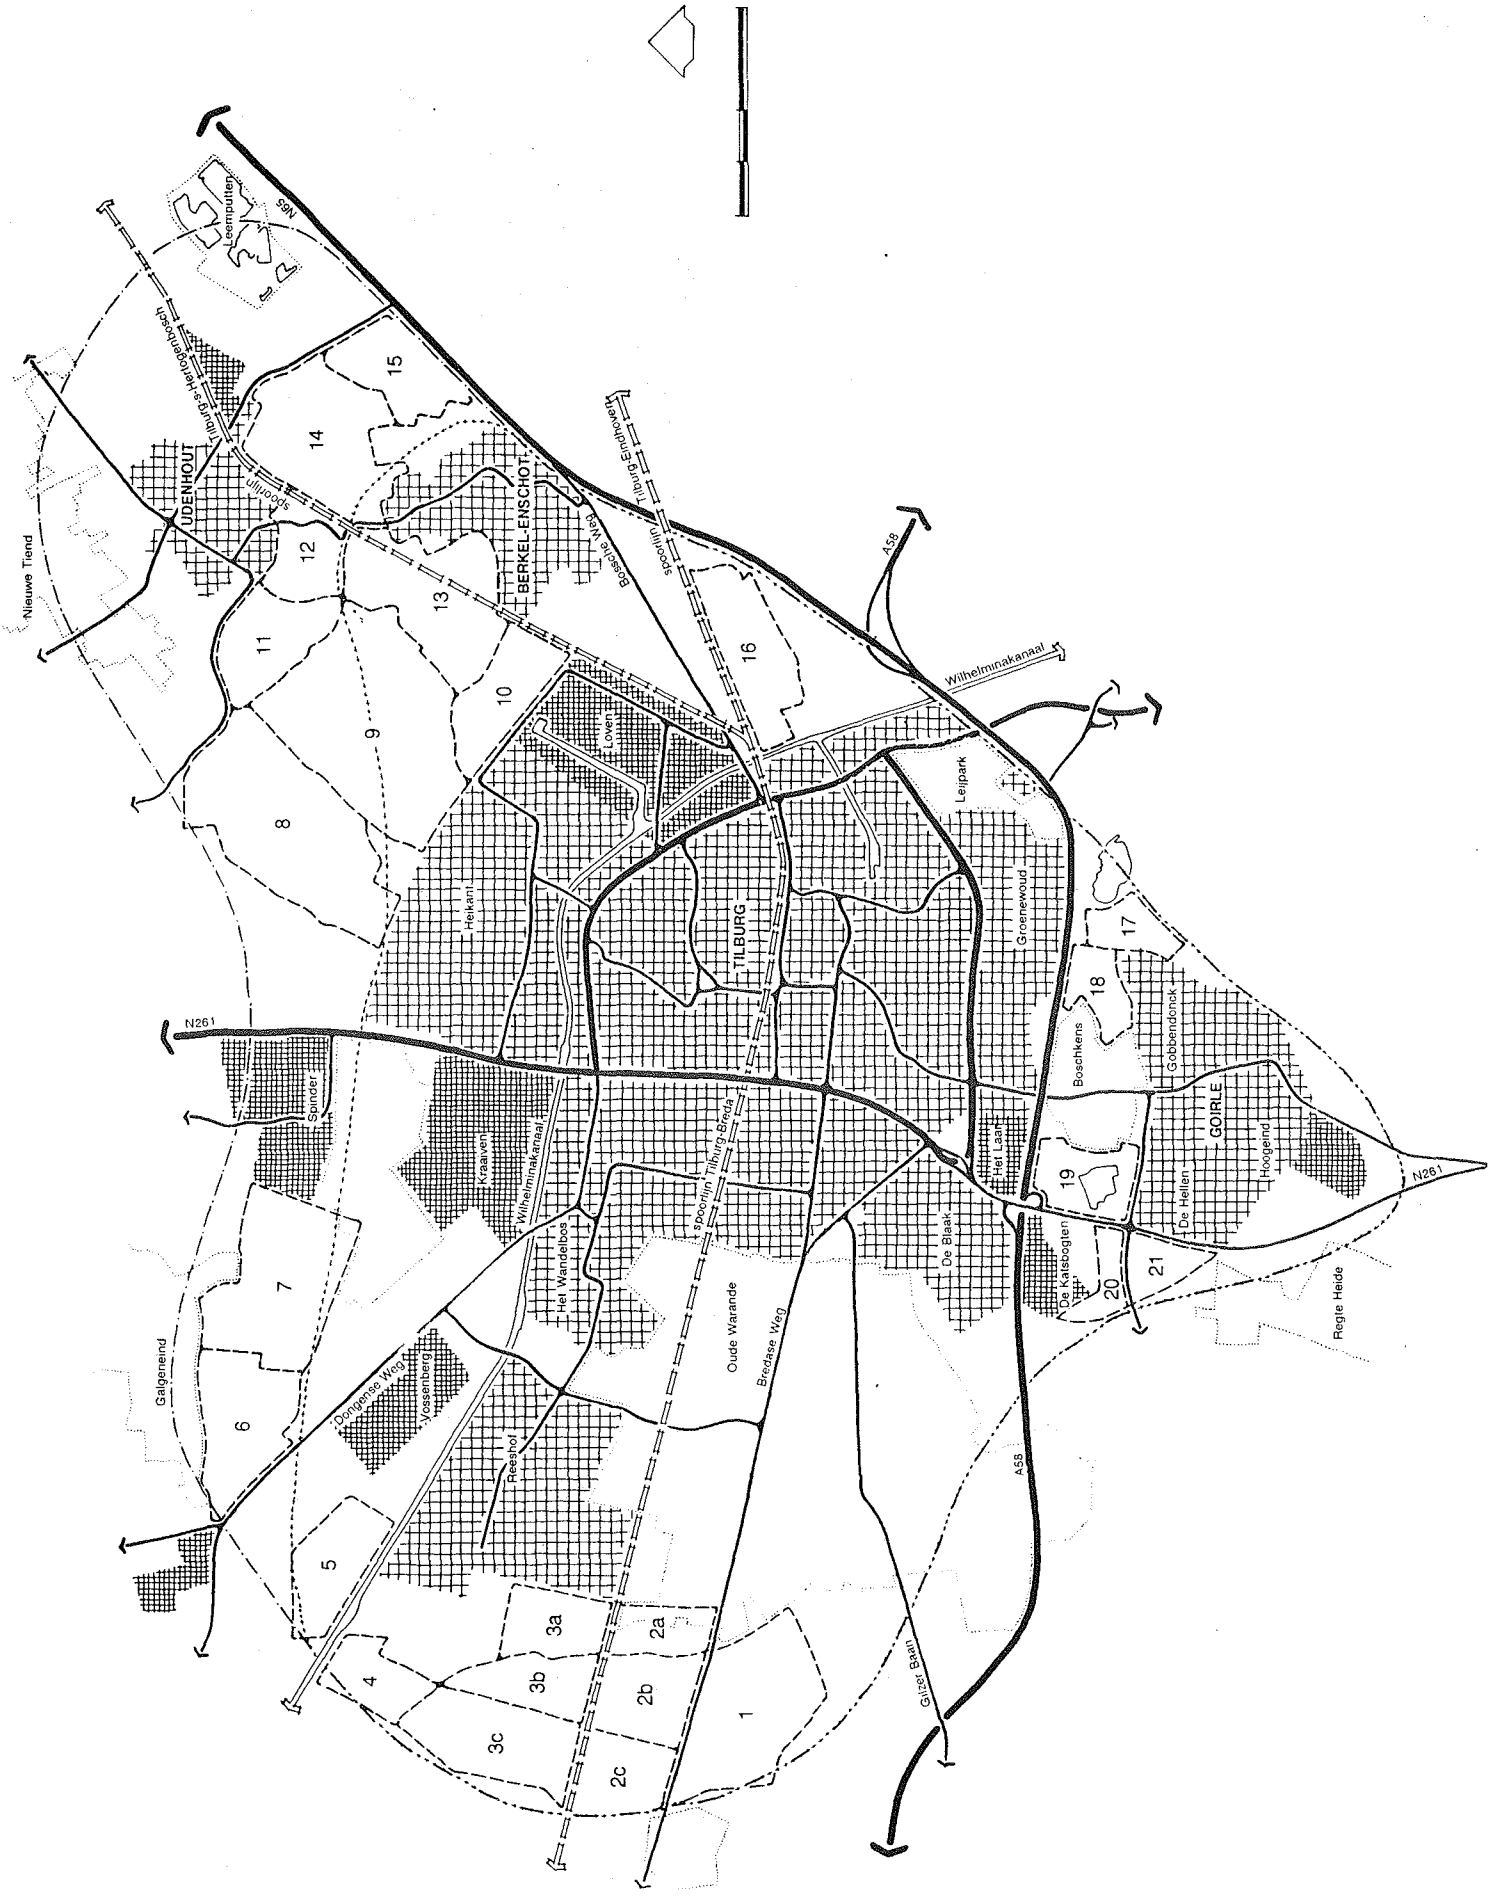 Nieuwe Tiend
UDENHOUT
spoorlijn
Tilburg-s-Hertogenbosch
Leemputten
N65
15
14
12
11
13
BERKEL-ENSCHOT
Bossche Weg
spoorlijn
Tilburg-Eindhoven
A58
16
Wilhelminakanaal
10
9
8
Loven
Heikant
TILBURG
Leijpark
Groenewoud
17
18
Boschkens
Gobbendonck
GOIRLE
Hoogeind
De Hellen
N261
19
Het Laar
De Katsbogten
20
21
Regte Heide
De Blaak
N261
Spinder
Kraaiven
Wilhelminakanaal
Het Wandelbos
spoorlijn Tilburg-Breda
Oude Warande
Bredase Weg
Galgeneind
7
6
Dongense Weg
Vossenberg
Reeshof
A58
Gilzer Baan
5
4
3a
3b
3c
2a
2b
2c
1